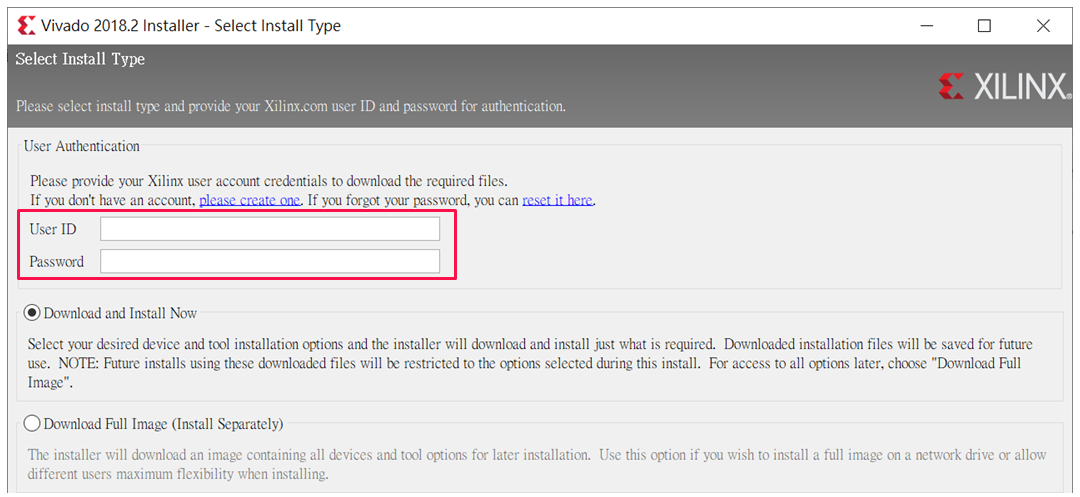 Vivado 2018.2 Installer - Select Install Type
Select Install Type
XILINX®
Please select install type and provide your Xilinx.com user ID and password for authentication.
User Authentication
Please provide your Xilinx user account credentials to download the required files.
If you don't have an account, please create one. If you forgot your password, you can reset it here.
User ID
Password
Download and Install Now
Select your desired device and tool installation options and the installer will download and install just what is required.  Downloaded installation files will be saved for future
use.  NOTE: Future installs using these downloaded files will be restricted to the options selected during this install.  For access to all options later, choose "Download Full
Image".
Download Full Image (Install Separately)
The installer will download an image containing all devices and tool options for later installation.  Use this option if you wish to install a full image on a network drive or allow
different users maximum flexibility when installing.